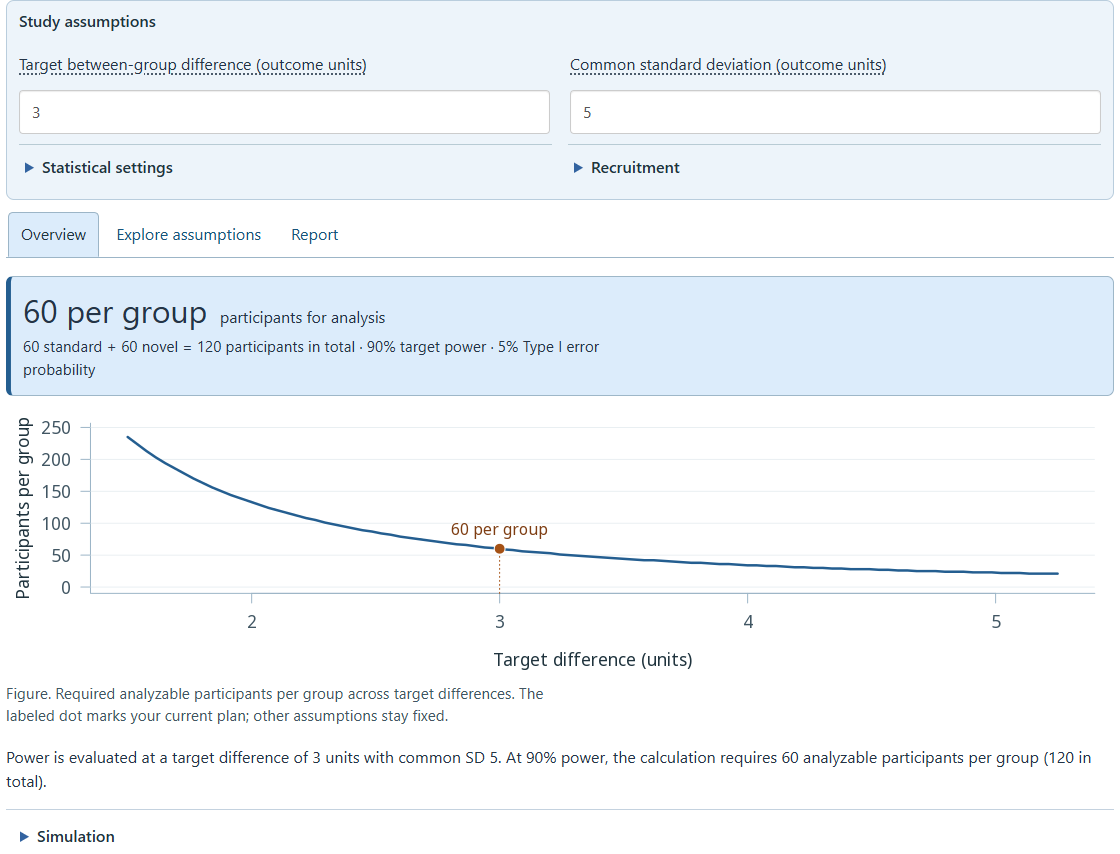 Study assumptions
Target between-group difference (outcome units)
Common standard deviation (outcome units)
3
5
▶ Statistical settings
▶ Recruitment
Overview
Explore assumptions
Report
60 per group participants for analysis
60 standard + 60 novel = 120 participants in total · 90% target power · 5% Type I error
probability
Participants per group
250
200
150
100
50
0
60 per group
2
3
4
5
Target difference (units)
Figure. Required analyzable participants per group across target differences. The
labeled dot marks your current plan; other assumptions stay fixed.
Power is evaluated at a target difference of 3 units with common SD 5. At 90% power, the calculation requires 60 analyzable participants per group (120 in
total).
▶ Simulation